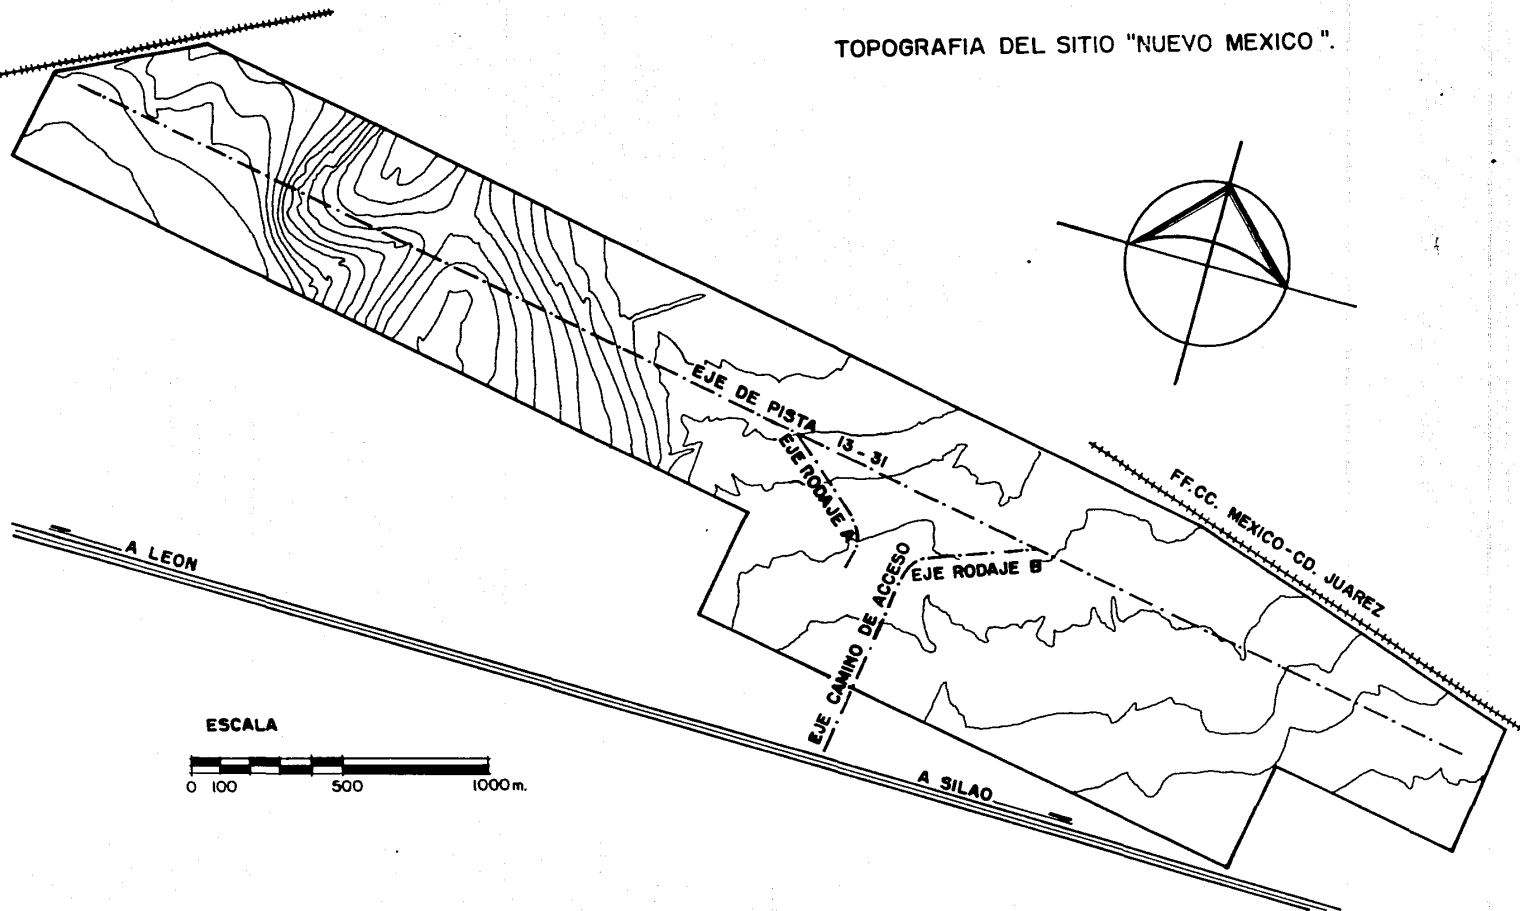 TOPOGRAFIA DEL SITIO "NUEVO MEXICO".
EJE DE PISTA 13-31
EJE RODAJE A
FF.CC. MEXICO-CD. JUAREZ
A LEON
EJE CAMINO DE ACCESO
EJE RODAJE B
ESCALA
0 100 500 1000 m.
A SILAO